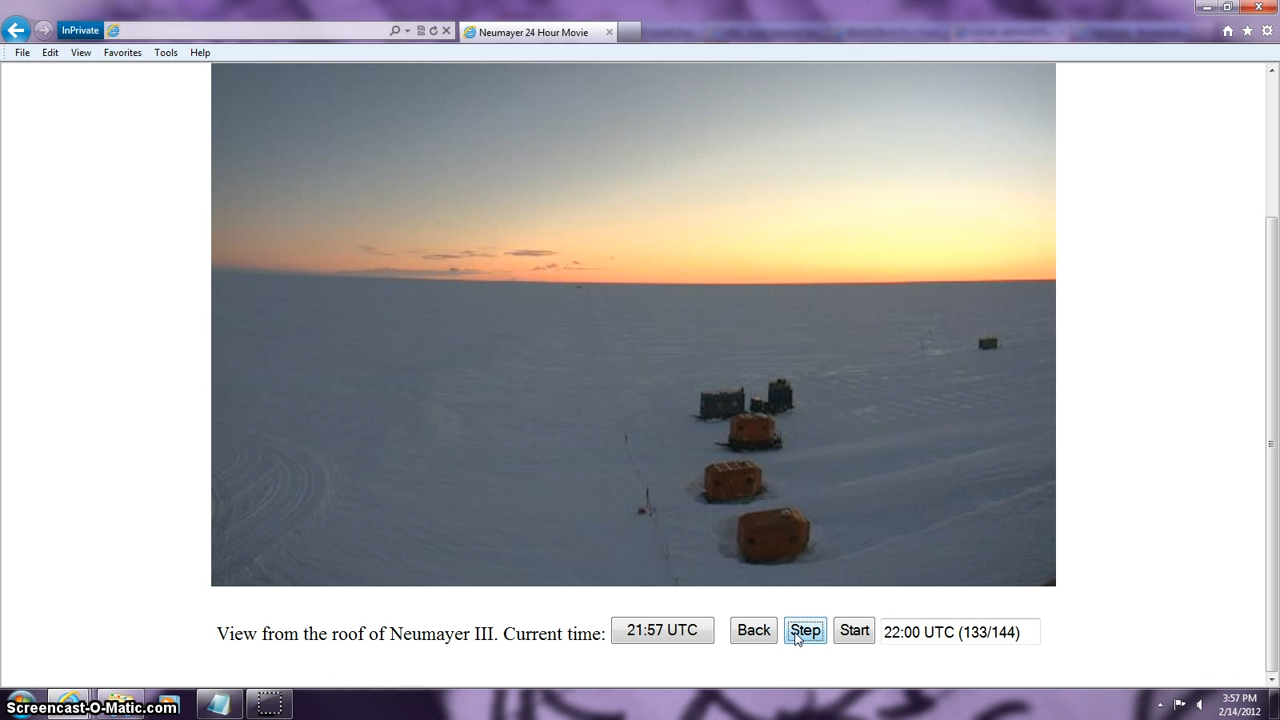 InPrivate
Neumayer 24 Hour Movie
File Edit View Favorites Tools Help
View from the roof of Neumayer III. Current time: 21:57 UTC Back Step Start 22:00 UTC (133/144)
Screencast-O-Matic.com
3:57 PM
2/14/2012